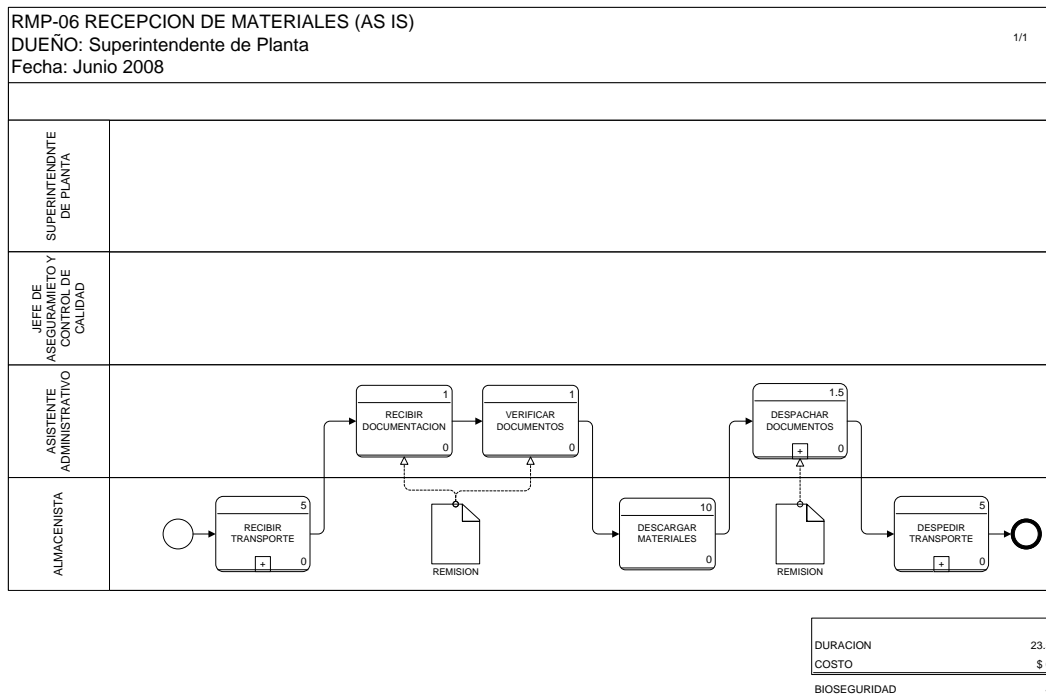 RMP-06 RECEPCION DE MATERIALES (AS IS)
DUEÑO: Superintendente de Planta
Fecha: Junio 2008
1/1
SUPERINTENDNTE
DE PLANTA
JEFE DE
ASEGURAMIETO Y
CONTROL DE
CALIDAD
ASISTENTE
ADMINISTRATIVO
1
RECIBIR
DOCUMENTACION
0
1
VERIFICAR
DOCUMENTOS
0
1.5
DESPACHAR
DOCUMENTOS
+
0
ALMACENISTA
5
RECIBIR
TRANSPORTE
+
0
REMISION
10
DESCARGAR
MATERIALES
0
REMISION
5
DESPEDIR
TRANSPORTE
+
0
DURACION 23.
COSTO $
BIOSEGURIDAD